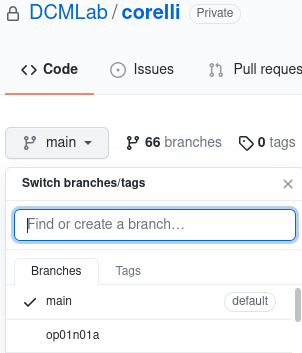 DCMLab / corelli Private
Code Issues Pull reques
main 66 branches 0 tags
Switch branches/tags
Find or create a branch...
Branches Tags
main default
op01n01a